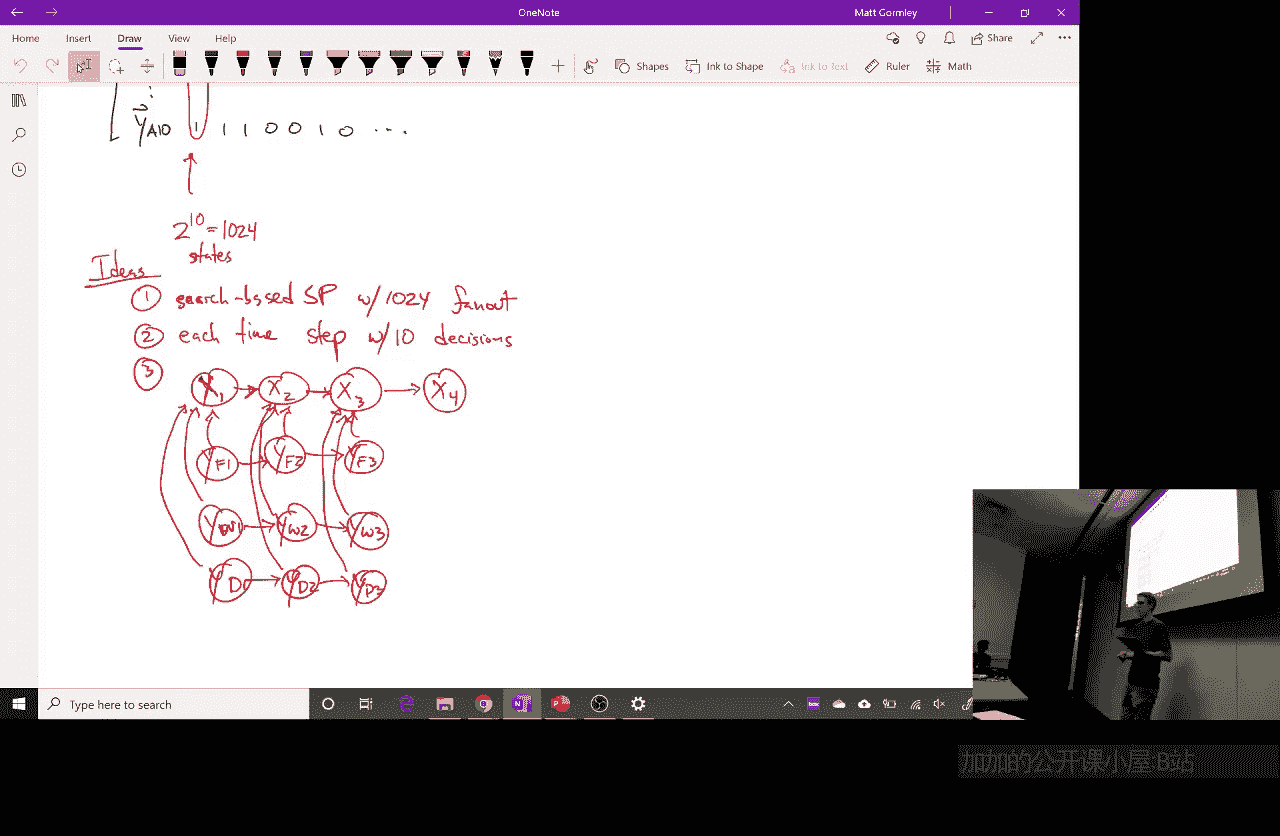 OneNote
Matt Gormley
Home Insert Draw View Help
Share
Shapes Ink to Shape Ink to Text Ruler Math
Y A10 1 1 1 0 0 1 0 ...
2^10 = 1024
states
Ideas
① search-based SP w/ 1024 fanout
② each time step w/ 10 decisions
③
X1 X2 X3 X4
YF1 YF2 YF3
YW1 YW2 YW3
YD1 YD2 YD3
Type here to search
加加的公开课小屋 B站